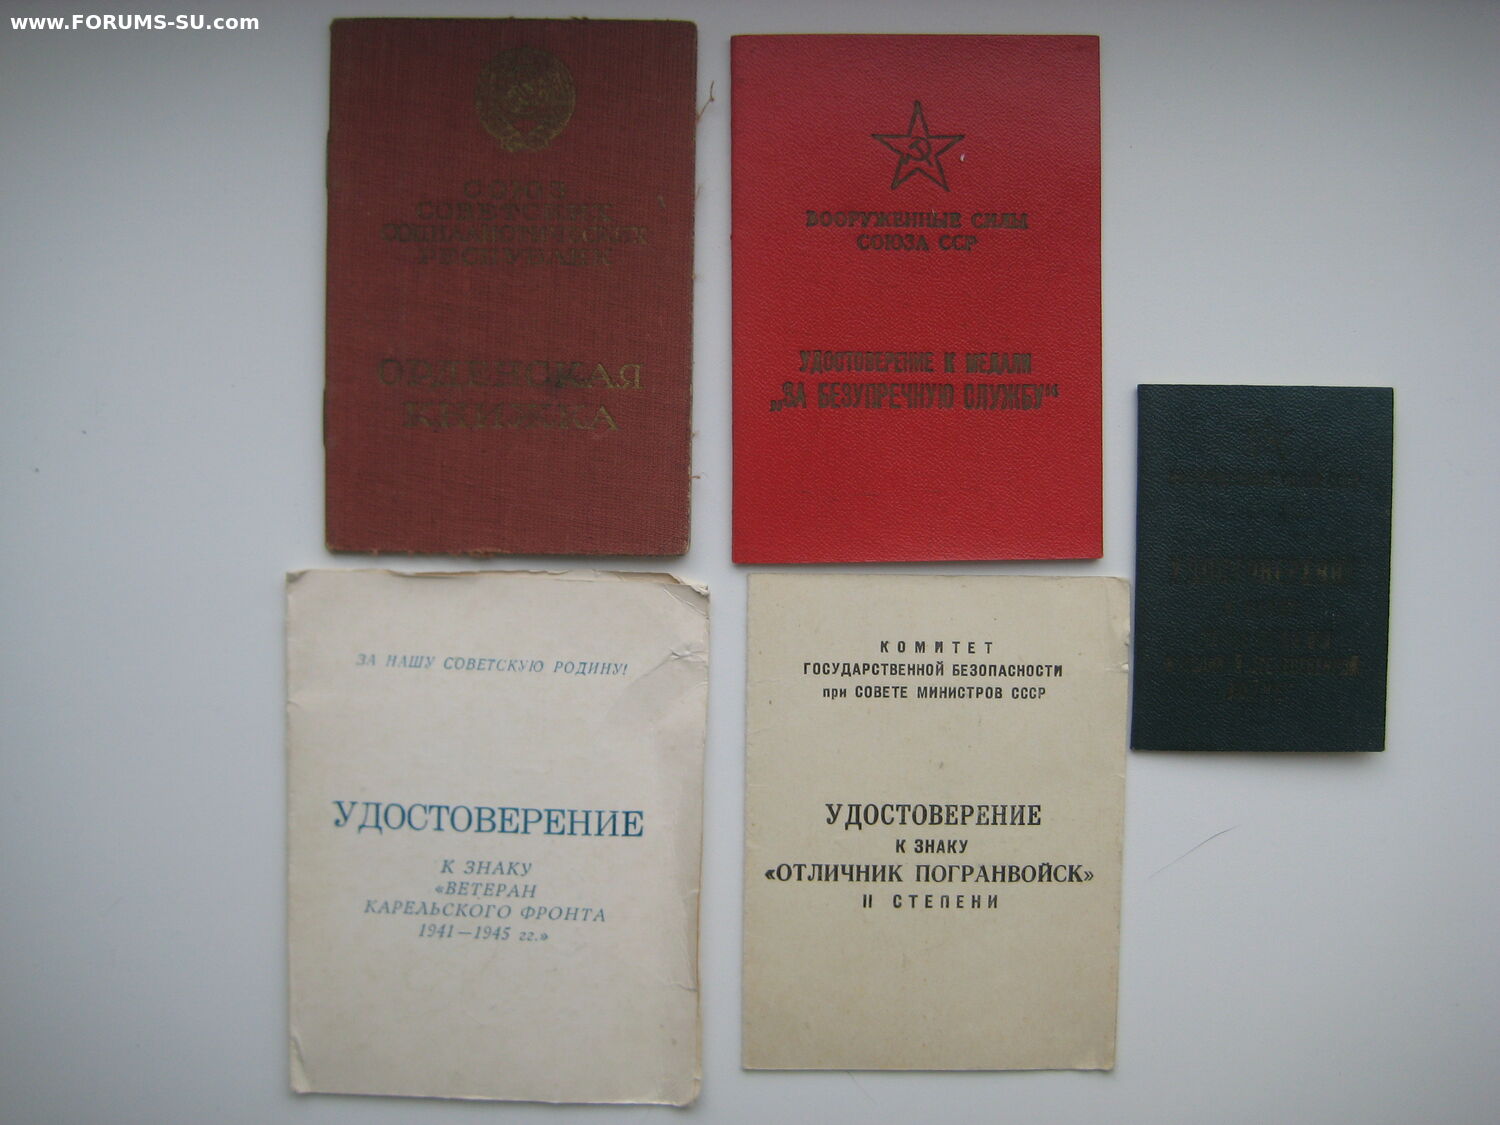 www.FORUMS-SU.com
СОЮЗ
СОВЕТСКИХ
СОЦИАЛИСТИЧЕСКИХ
РЕСПУБЛИК
ОРДЕНСКАЯ
КНИЖКА
ВООРУЖЕННЫЕ СИЛЫ
СОЮЗА ССР
УДОСТОВЕРЕНИЕ К МЕДАЛИ
„ЗА БЕЗУПРЕЧНУЮ СЛУЖБУ“
ЗА НАШУ СОВЕТСКУЮ РОДИНУ!
УДОСТОВЕРЕНИЕ
К ЗНАКУ
«ВЕТЕРАН
КАРЕЛЬСКОГО ФРОНТА
1941—1945 гг.»
КОМИТЕТ
ГОСУДАРСТВЕННОЙ БЕЗОПАСНОСТИ
при СОВЕТЕ МИНИСТРОВ СССР
УДОСТОВЕРЕНИЕ
К ЗНАКУ
«ОТЛИЧНИК ПОГРАНВОЙСК»
II СТЕПЕНИ
УДОСТОВЕРЕНИЕ